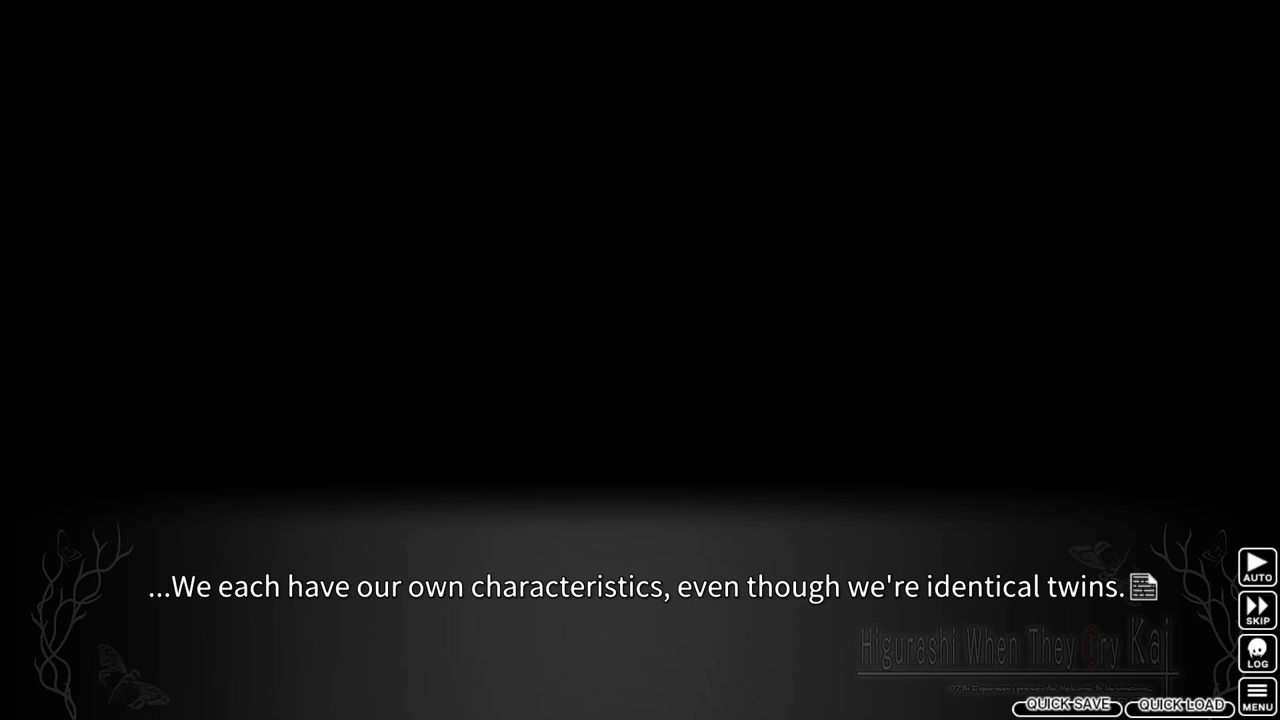 ...We each have our own characteristics, even though we're identical twins.
Higurashi When They Cry Kai
AUTO
SKIP
LOG
MENU
QUICK SAVE
QUICK LOAD